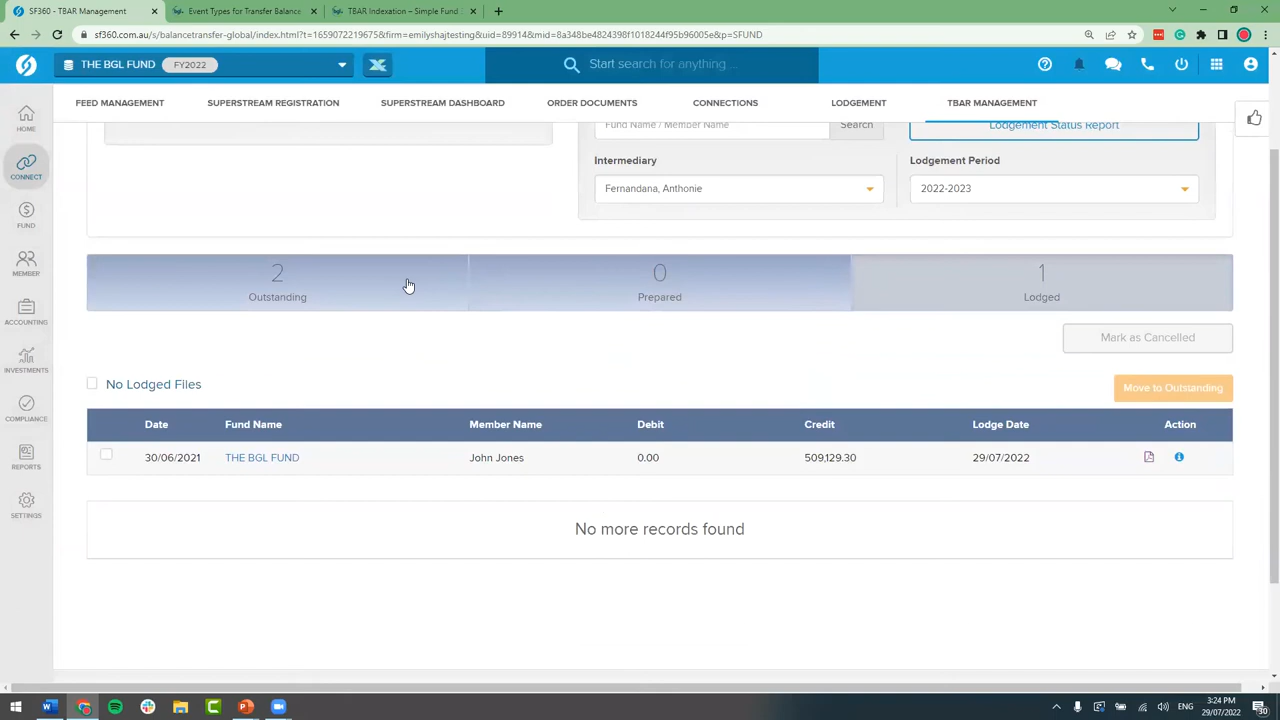 SF360 - TBAR Management
Event Types for Transfer Balance
TBAR Indexation – Simple Fund
sf360.com.au/s/balancetransfer-global/index.html?t=1659072219675&firm=emilyshajtesting&uid=89914&mid=8a348be4824398f1018244f95b96005e&p=SFUND
THE BGL FUND FY2022
Start search for anything ...
FEED MANAGEMENT SUPERSTREAM REGISTRATION SUPERSTREAM DASHBOARD ORDER DOCUMENTS CONNECTIONS LODGEMENT TBAR MANAGEMENT
HOME
CONNECT
FUND
MEMBER
ACCOUNTING
INVESTMENTS
COMPLIANCE
REPORTS
SETTINGS
Fund Name / Member Name Search Lodgement Status Report
Intermediary Lodgement Period
Fernandana, Anthonie 2022-2023
2 0 1
Outstanding Prepared Lodged
Mark as Cancelled
No Lodged Files Move to Outstanding
Date Fund Name Member Name Debit Credit Lodge Date Action
30/06/2021 THE BGL FUND John Jones 0.00 509,129.30 29/07/2022
No more records found
ENG 3:24 PM
29/07/2022
30